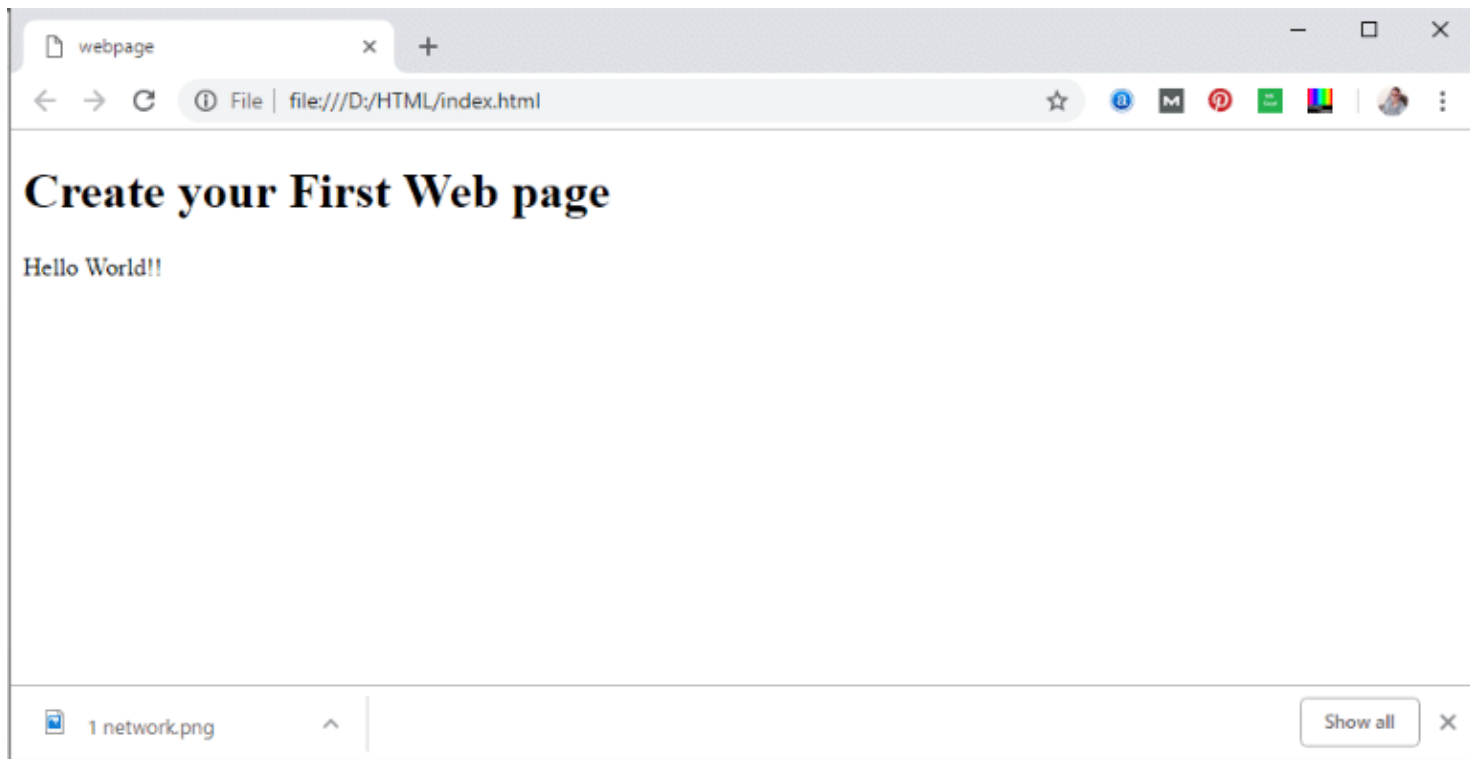 webpage
File | file:///D:/HTML/index.html
Create your First Web page
Hello World!!
1 network.png
Show all